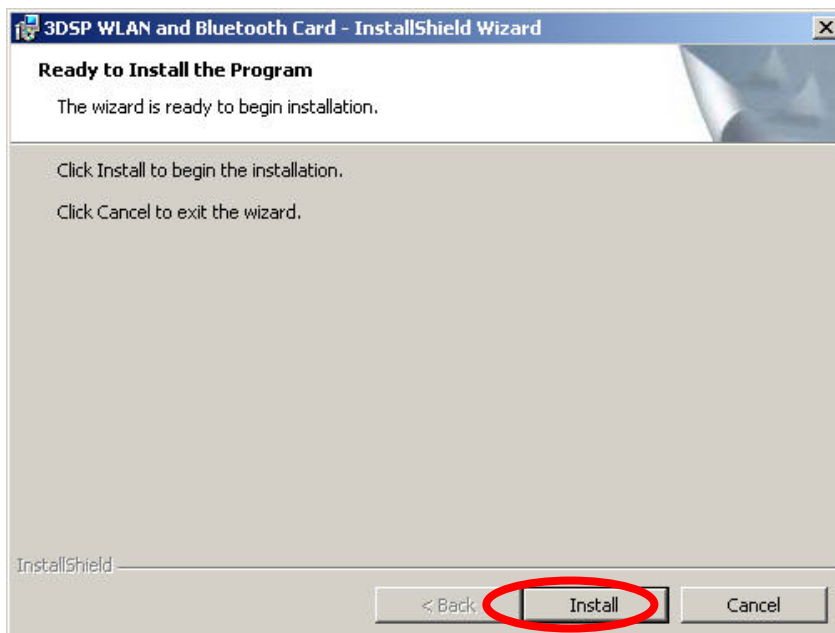 3DSP WLAN and Bluetooth Card - InstallShield Wizard
Ready to Install the Program
The wizard is ready to begin installation.
Click Install to begin the installation.
Click Cancel to exit the wizard.
InstallShield
< Back Install Cancel